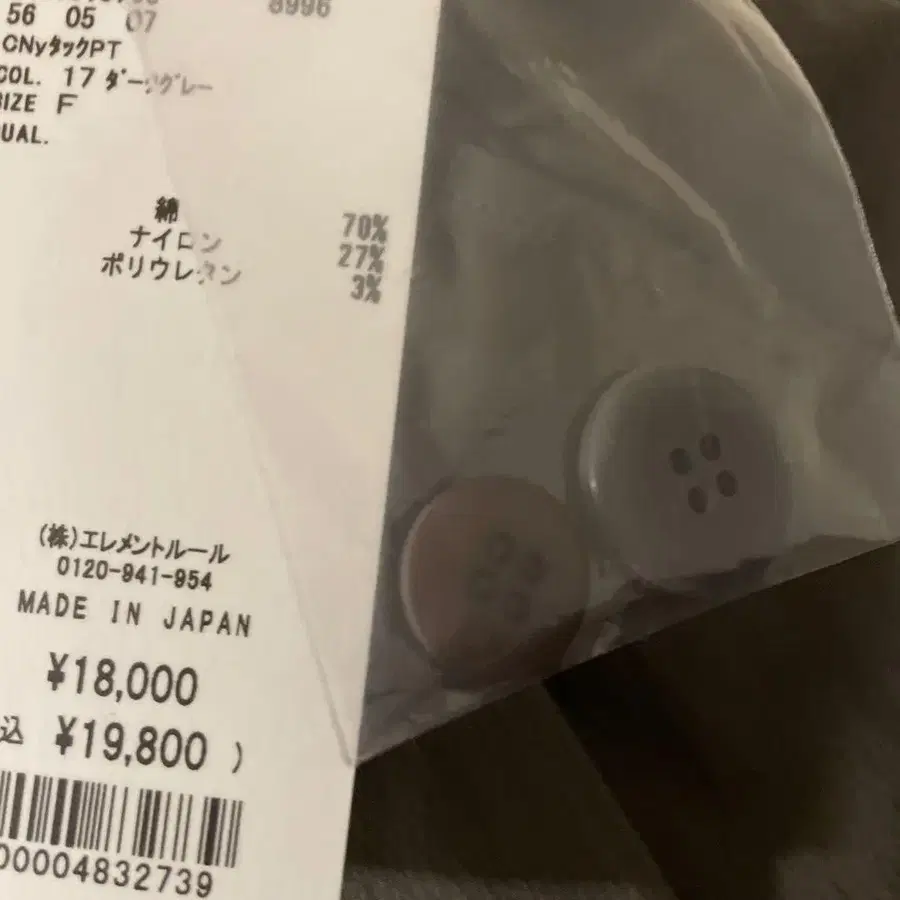 8996
56 05 07
CNyタックPT
COL. 17 ダークグレー
SIZE F
UAL.
綿 70%
ナイロン 27%
ポリウレタン 3%
(株)エレメントルール
0120-941-954
MADE IN JAPAN
¥18,000
込 ¥19,800 )
00004832739